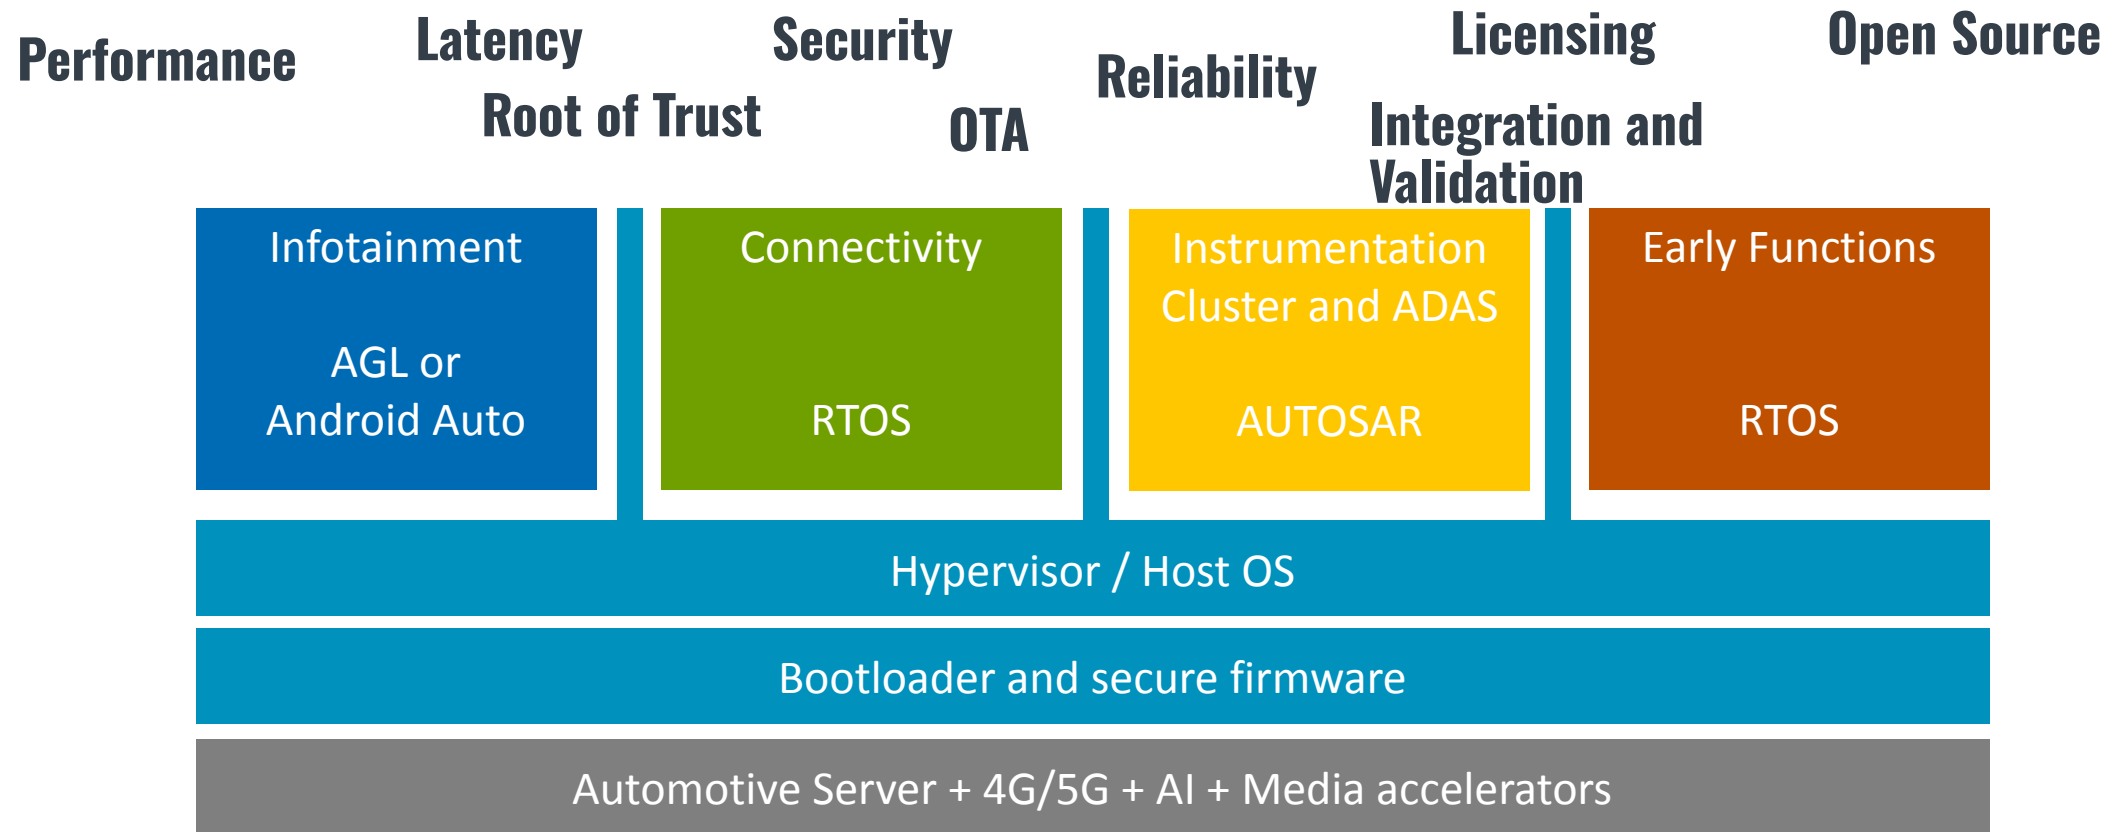 Performance
Latency
Security
Licensing
Open Source
Root of Trust
OTA
Reliability
Integration and
Validation
Infotainment
AGL or
Android Auto
Connectivity
RTOS
Instrumentation
Cluster and ADAS
AUTOSAR
Early Functions
RTOS
Hypervisor / Host OS
Bootloader and secure firmware
Automotive Server + 4G/5G + AI + Media accelerators